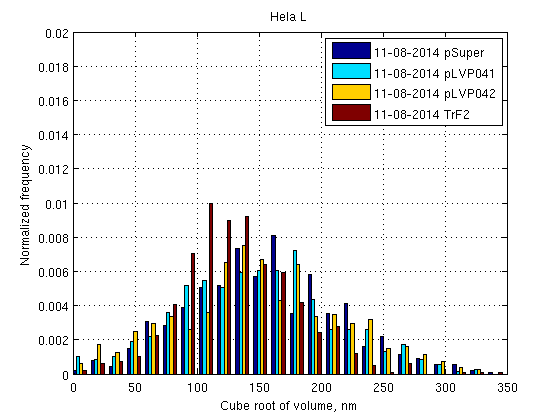 Hela L
0.02
0.018
0.016
0.014
0.012
0.01
0.008
0.006
0.004
0.002
0
Normalized frequency
11-08-2014 pSuper
11-08-2014 pLVP041
11-08-2014 pLVP042
11-08-2014 TrF2
0 50 100 150 200 250 300 350
Cube root of volume, nm